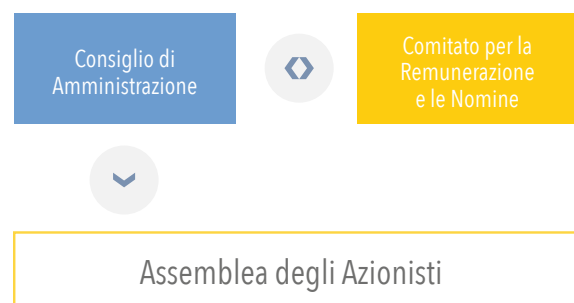 Consiglio di
Amministrazione
Comitato per la
Remunerazione
e le Nomine
Assemblea degli Azionisti